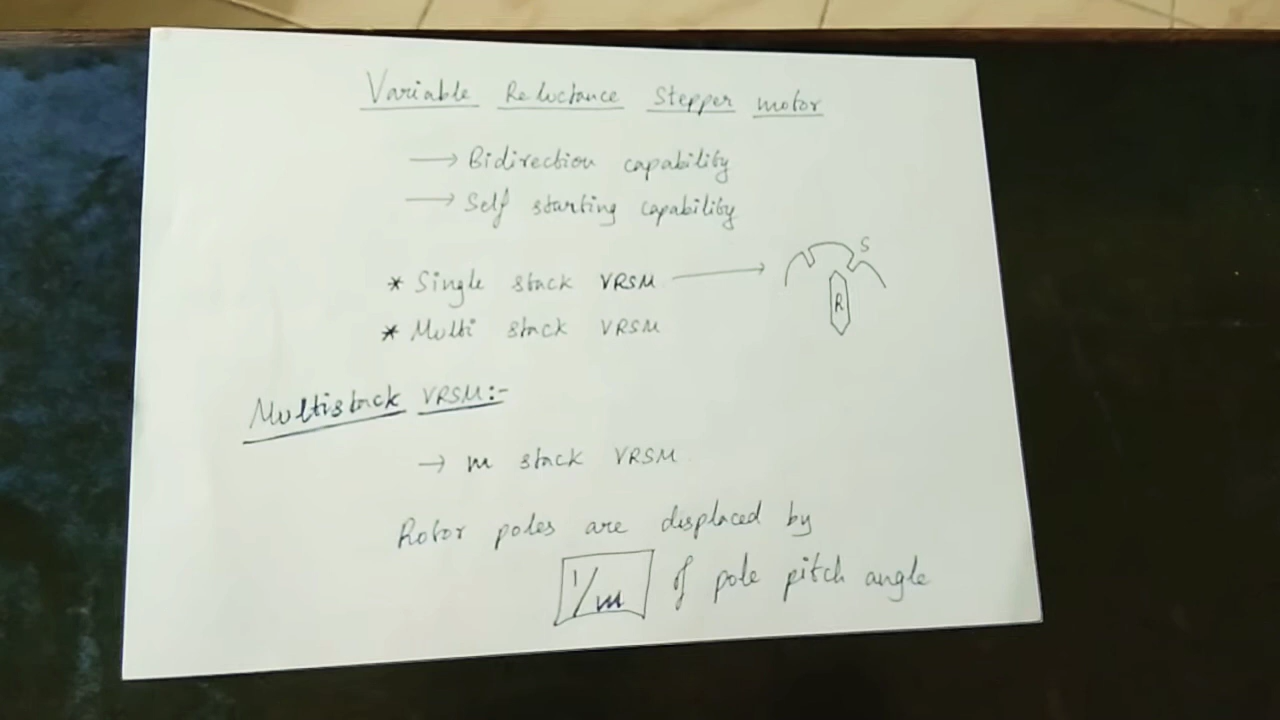 Variable Reluctance Stepper motor
→ Bidirection capability
→ Self starting capability
* Single stack VRSM →
S
R
* Multi stack VRSM
Multistack VRSM:-
→ m stack VRSM
Rotor poles are displaced by
1/m of pole pitch angle